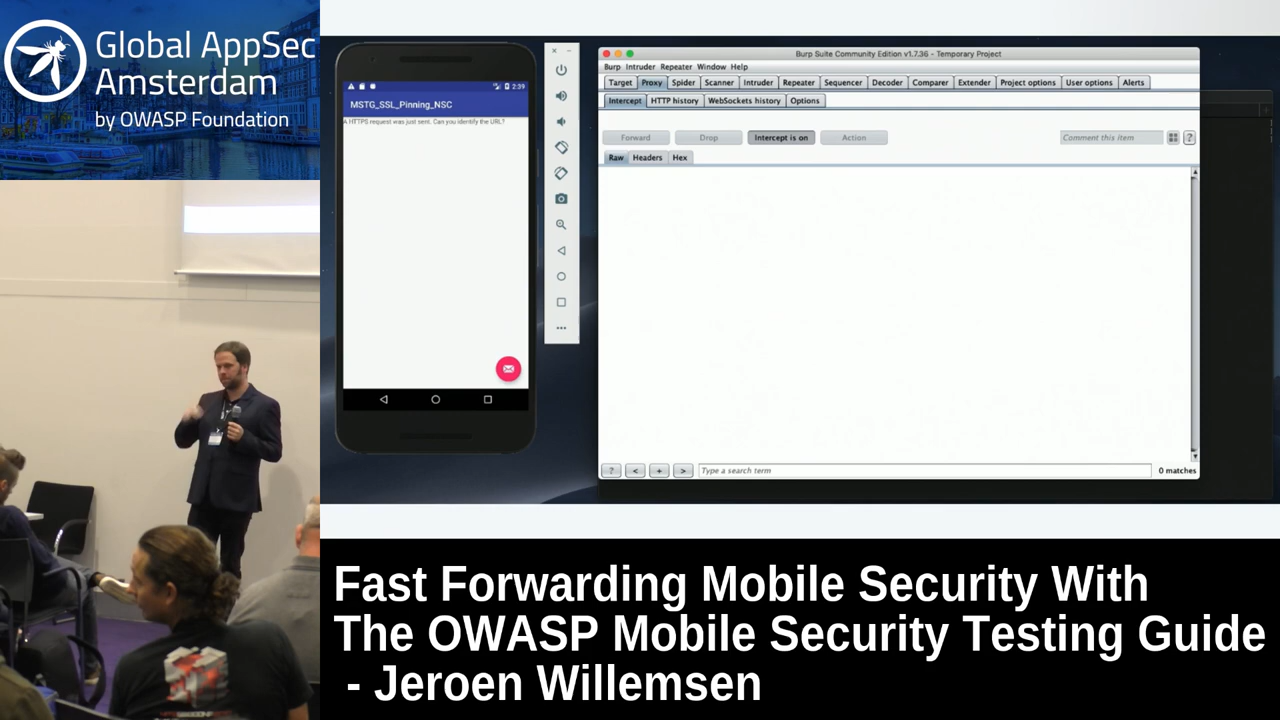 Global AppSec
Amsterdam
by OWASP Foundation
2:39
MSTG_SSL_Pinning_NSC
A HTTPS request was just sent. Can you identify the URL?
Burp Suite Community Edition v1.7.36 - Temporary Project
Burp Intruder Repeater Window Help
Target Proxy Spider Scanner Intruder Repeater Sequencer Decoder Comparer Extender Project options User options Alerts
Intercept HTTP history WebSockets history Options
Forward Drop Intercept is on Action Comment this item ?
Raw Headers Hex
? < + > Type a search term 0 matches
Fast Forwarding Mobile Security With
The OWASP Mobile Security Testing Guide
- Jeroen Willemsen